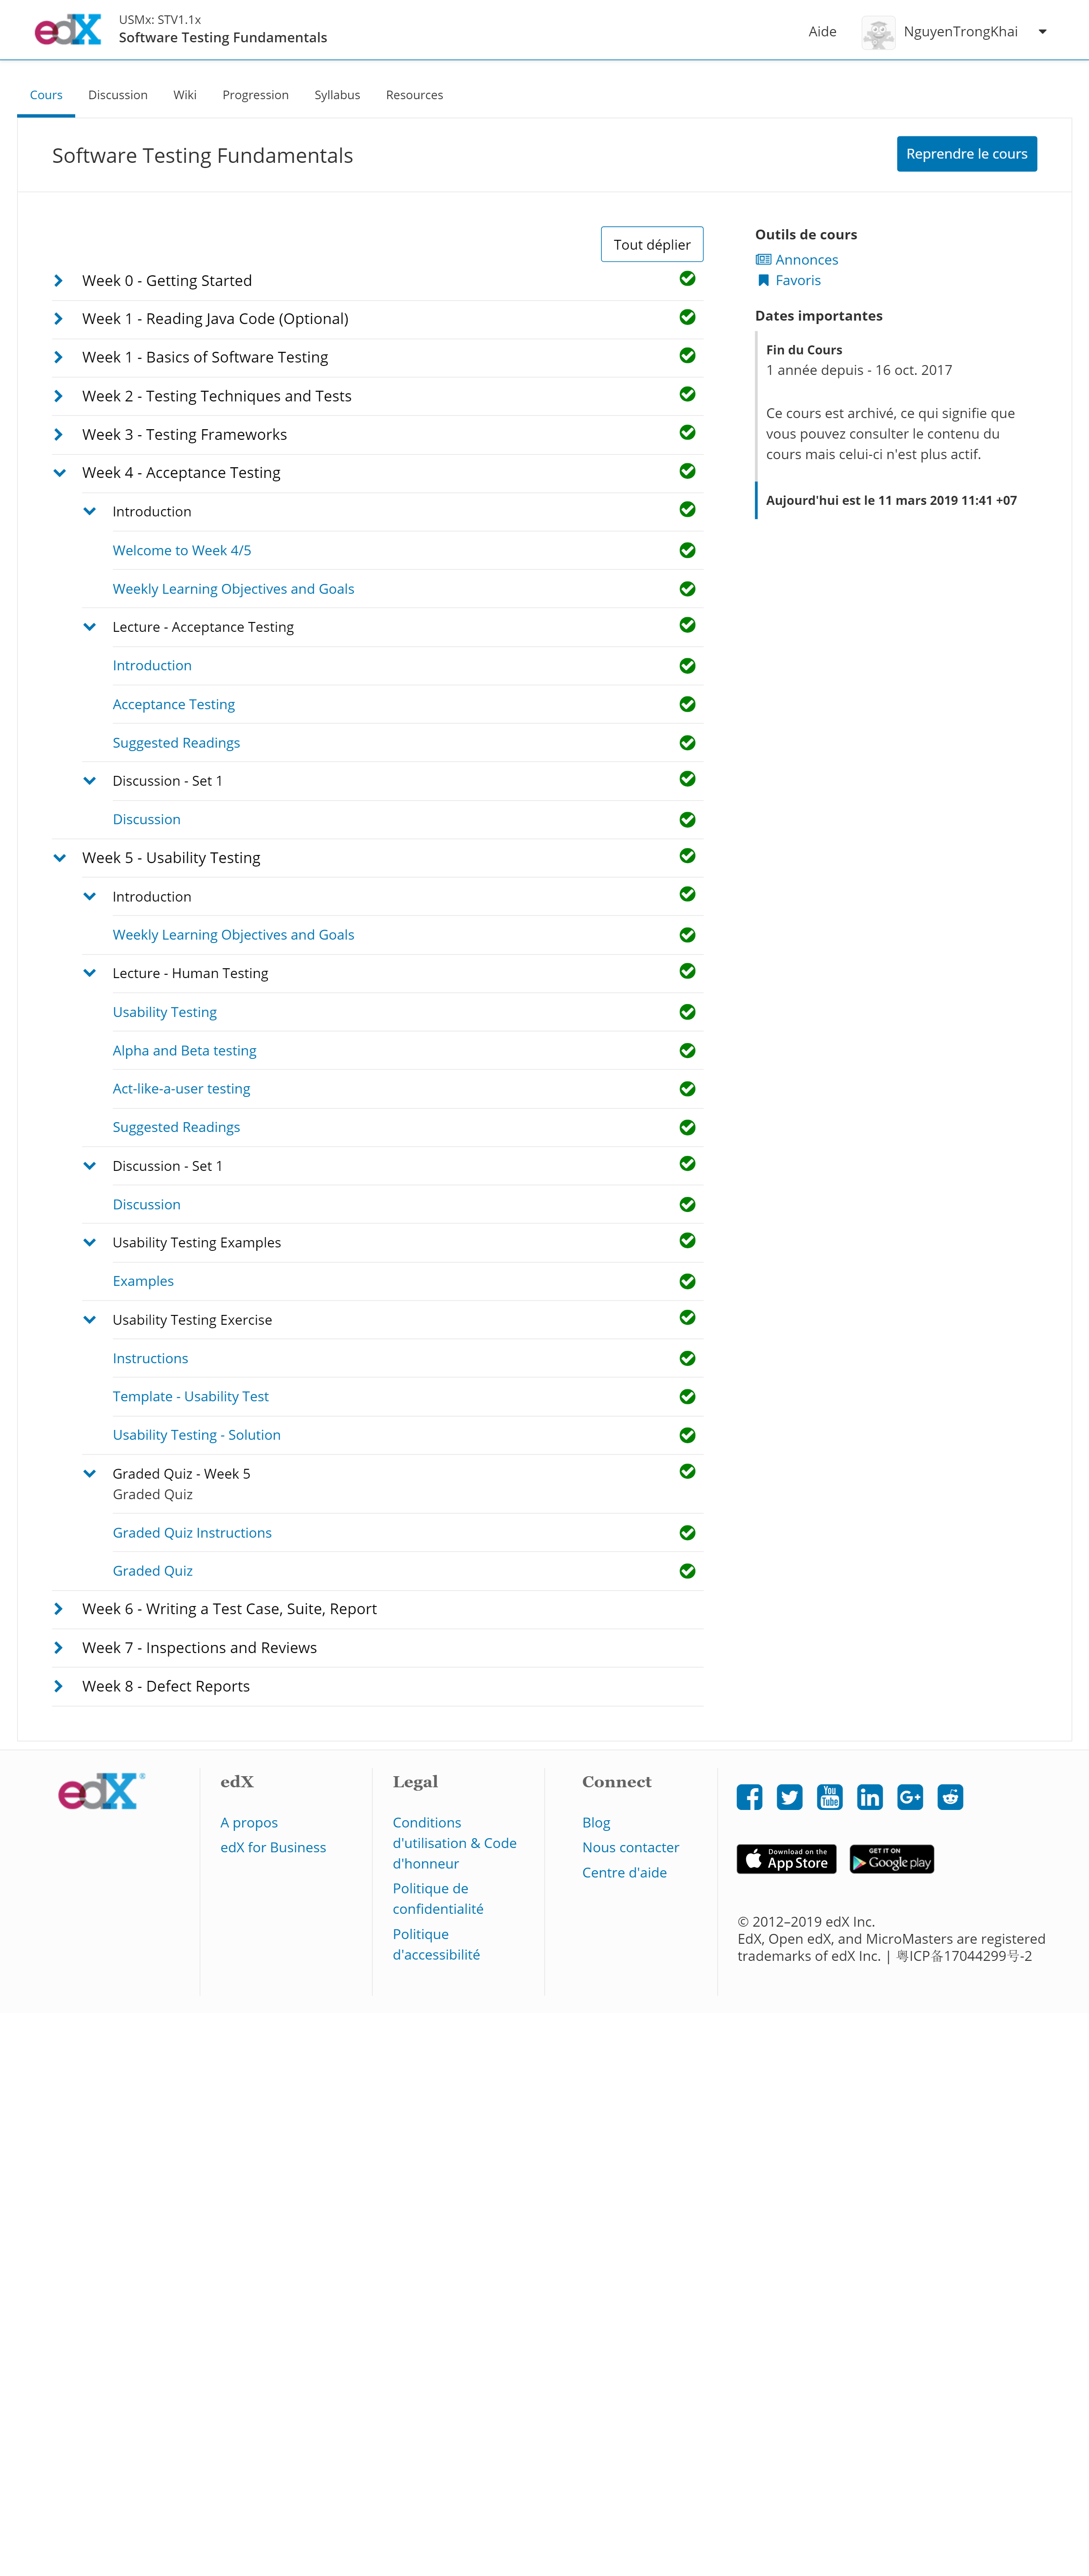 edX
USMx: STV1.1x
Software Testing Fundamentals
Aide
NguyenTrongKhai
Cours
Discussion
Wiki
Progression
Syllabus
Resources
Software Testing Fundamentals
Reprendre le cours
Tout déplier
Week 0 - Getting Started
Week 1 - Reading Java Code (Optional)
Week 1 - Basics of Software Testing
Week 2 - Testing Techniques and Tests
Week 3 - Testing Frameworks
Week 4 - Acceptance Testing
Introduction
Welcome to Week 4/5
Weekly Learning Objectives and Goals
Lecture - Acceptance Testing
Introduction
Acceptance Testing
Suggested Readings
Discussion - Set 1
Discussion
Week 5 - Usability Testing
Introduction
Weekly Learning Objectives and Goals
Lecture - Human Testing
Usability Testing
Alpha and Beta testing
Act-like-a-user testing
Suggested Readings
Discussion - Set 1
Discussion
Usability Testing Examples
Examples
Usability Testing Exercise
Instructions
Template - Usability Test
Usability Testing - Solution
Graded Quiz - Week 5
Graded Quiz
Graded Quiz Instructions
Graded Quiz
Week 6 - Writing a Test Case, Suite, Report
Week 7 - Inspections and Reviews
Week 8 - Defect Reports
Outils de cours
Annonces
Favoris
Dates importantes
Fin du Cours
1 année depuis - 16 oct. 2017
Ce cours est archivé, ce qui signifie que
vous pouvez consulter le contenu du
cours mais celui-ci n'est plus actif.
Aujourd'hui est le 11 mars 2019 11:41 +07
edX®
edX
A propos
edX for Business
Legal
Conditions
d'utilisation & Code
d'honneur
Politique de
confidentialité
Politique
d'accessibilité
Connect
Blog
Nous contacter
Centre d'aide
You
Tube
in
G+
Download on the
App Store
GET IT ON
Google play
© 2012–2019 edX Inc.
EdX, Open edX, and MicroMasters are registered
trademarks of edX Inc. | 粤ICP备17044299号-2